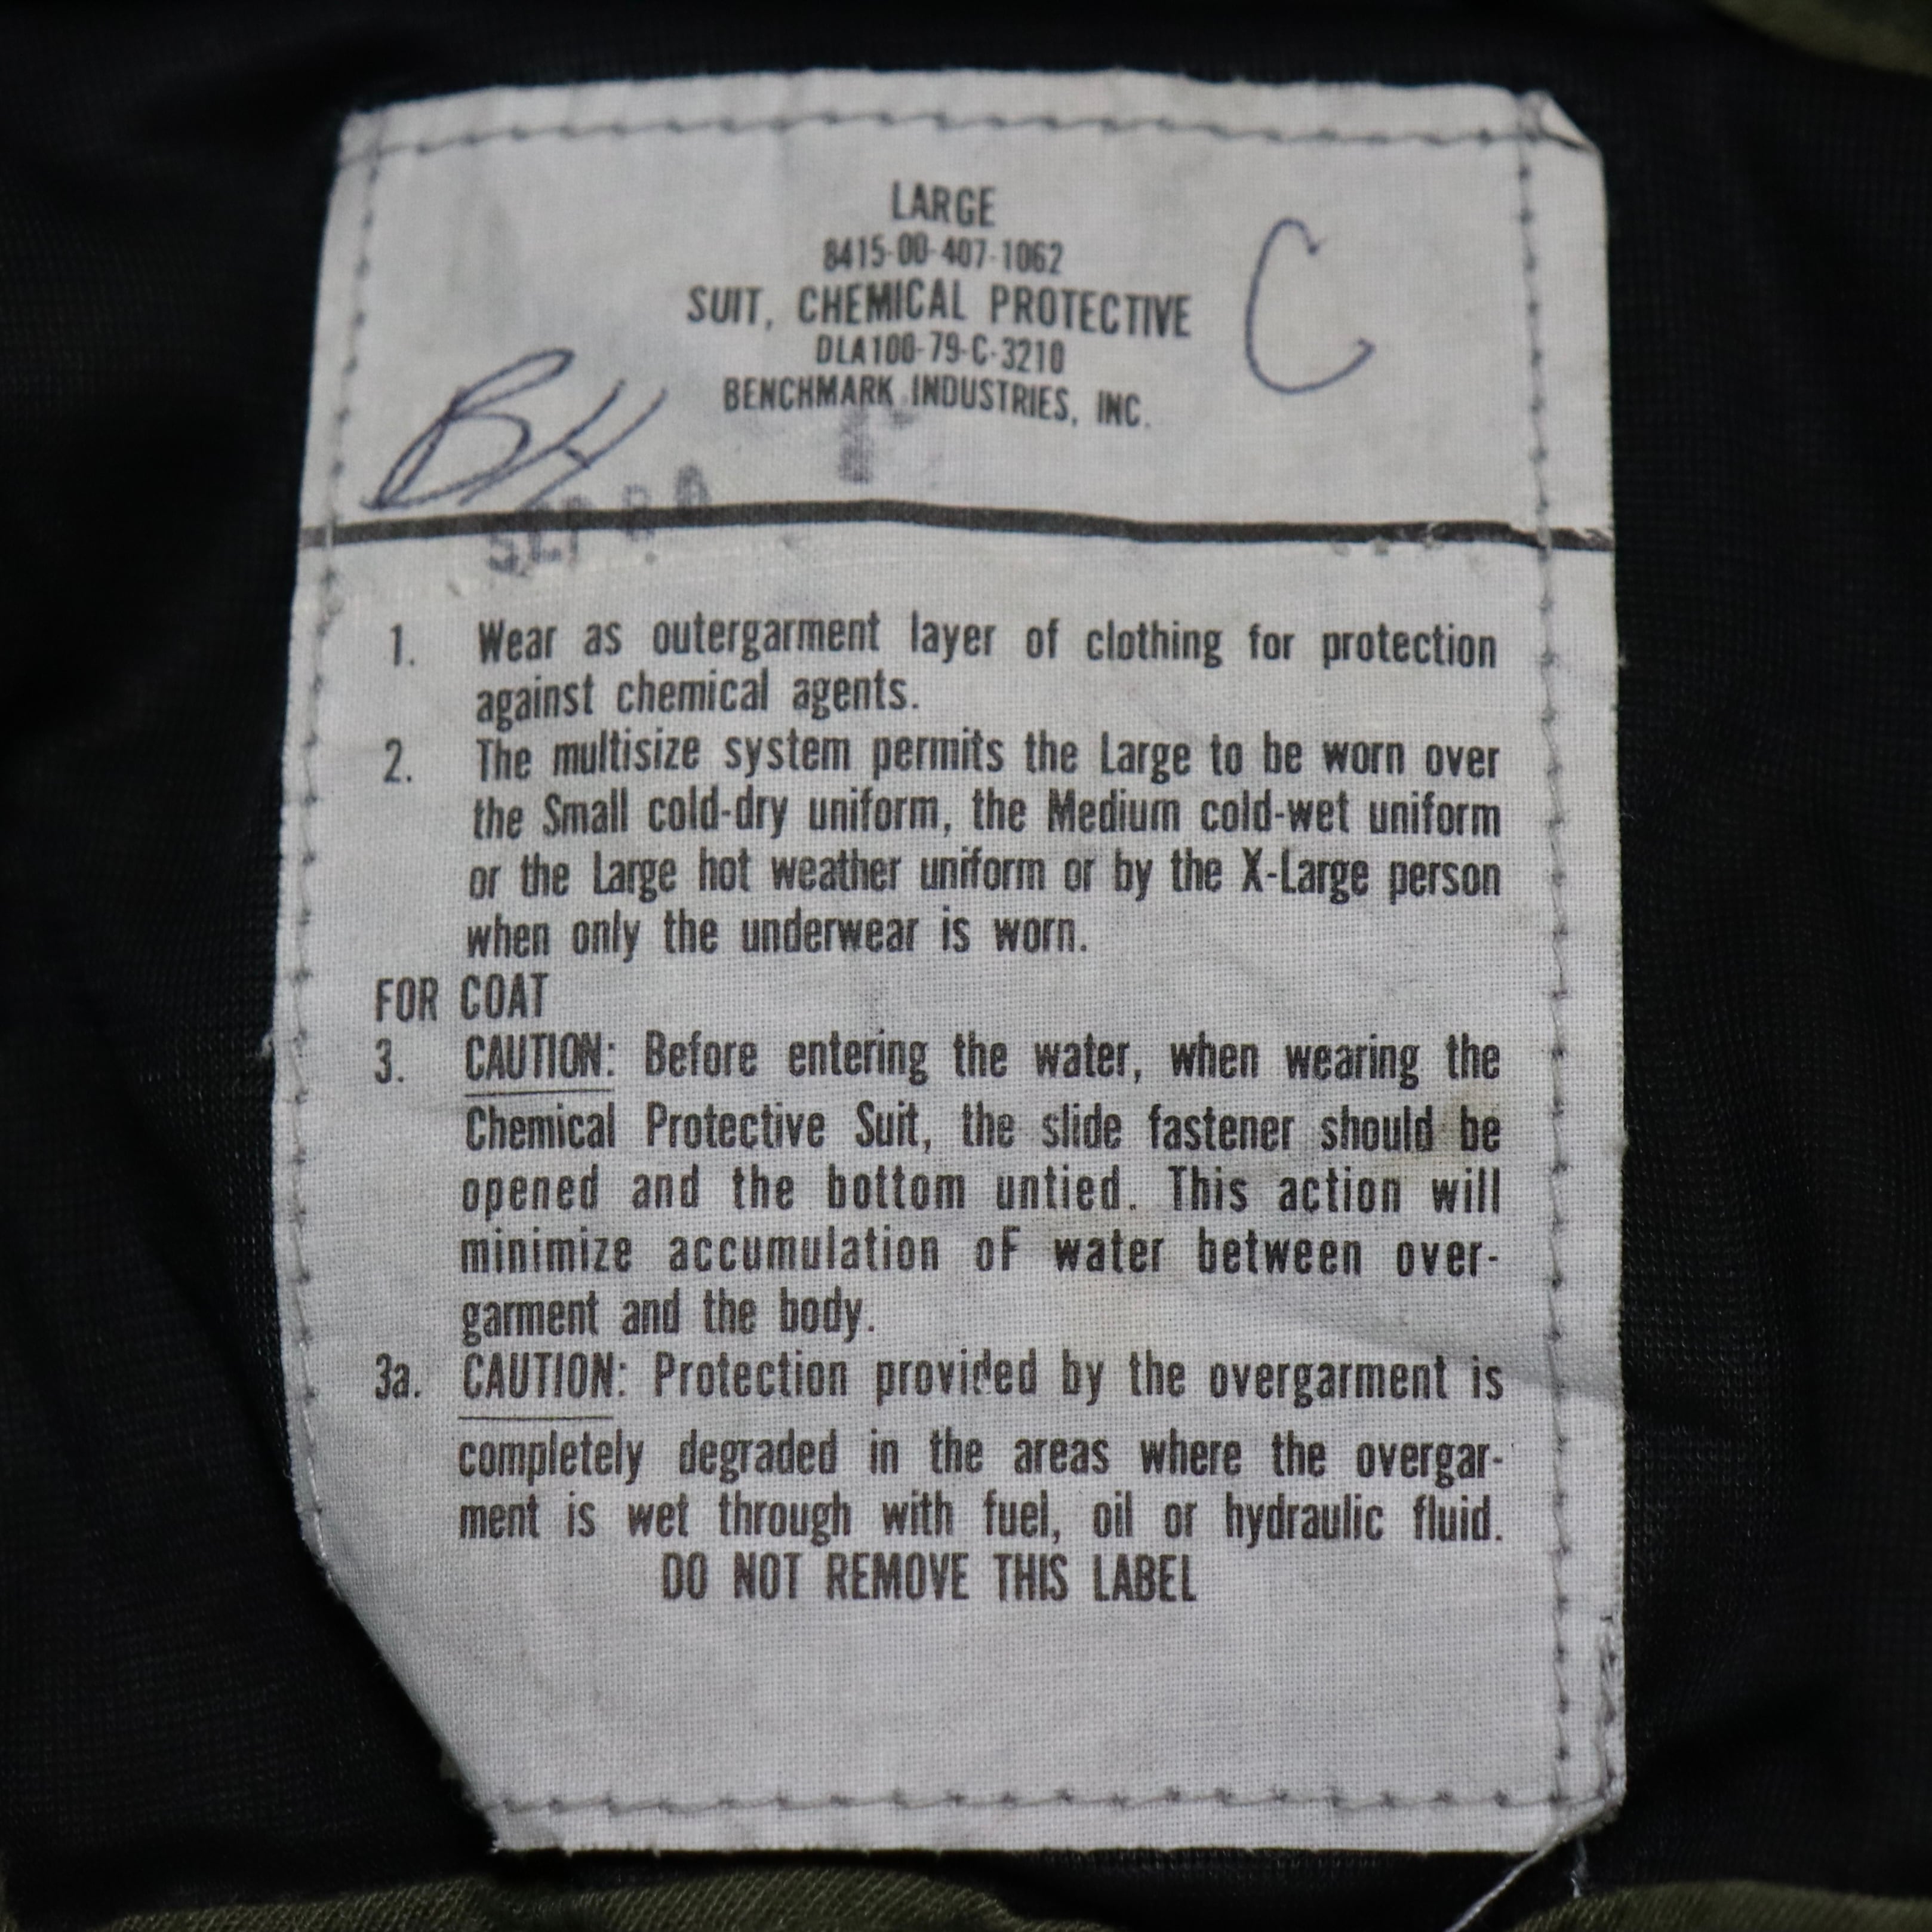 LARGE
8415-00-407-1062
SUIT, CHEMICAL PROTECTIVE
C
DLA100-79-C-3210
BENCHMARK INDUSTRIES, INC.
1. Wear as outergarment layer of clothing for protection
against chemical agents.
2. The multisize system permits the Large to be worn over
the Small cold-dry uniform, the Medium cold-wet uniform
or the Large hot weather uniform or by the X-Large person
when only the underwear is worn.
FOR COAT
3. CAUTION: Before entering the water, when wearing the
Chemical Protective Suit, the slide fastener should be
opened and the bottom untied. This action will
minimize accumulation oF water between over-
garment and the body.
3a. CAUTION: Protection provided by the overgarment is
completely degraded in the areas where the overgar-
ment is wet through with fuel, oil or hydraulic fluid.
DO NOT REMOVE THIS LABEL